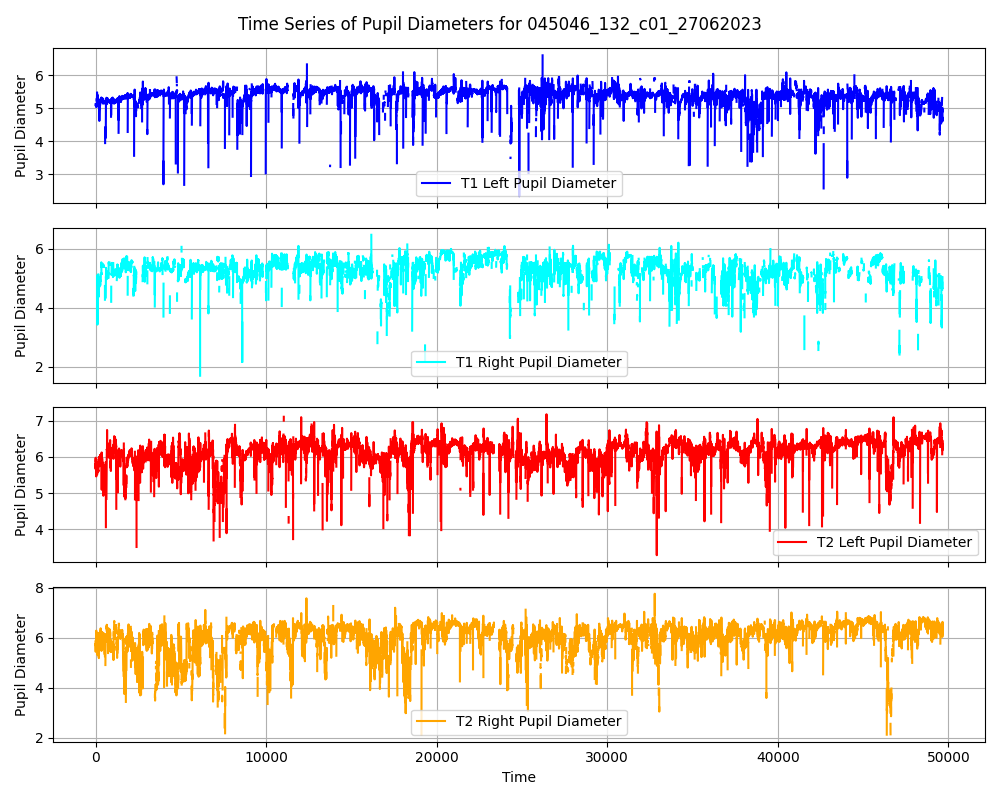 Time Series of Pupil Diameters for 045046_132_c01_27062023
6
5
4
3
Pupil Diameter
T1 Left Pupil Diameter
6
4
2
Pupil Diameter
T1 Right Pupil Diameter
7
6
5
4
Pupil Diameter
T2 Left Pupil Diameter
8
6
4
2
Pupil Diameter
T2 Right Pupil Diameter
0 10000 20000 30000 40000 50000
Time